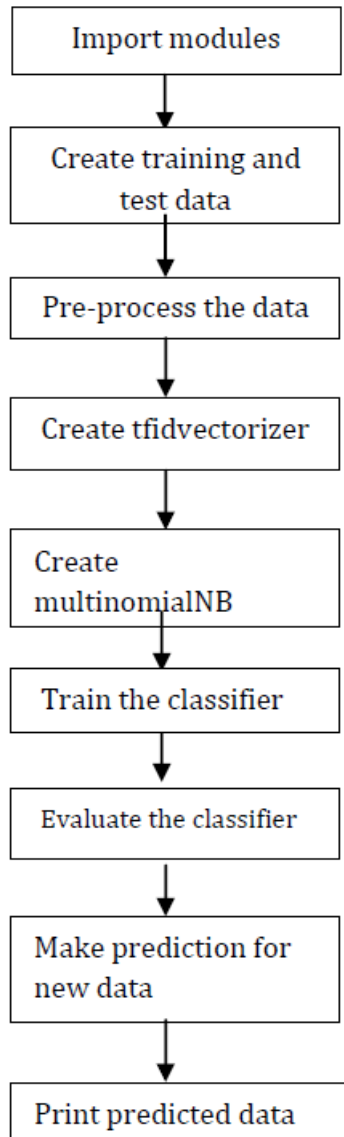 Import modules
Create training and
test data
Pre-process the data
Create tfidvectorizer
Create
multinomialNB
Train the classifier
Evaluate the classifier
Make prediction for
new data
Print predicted data